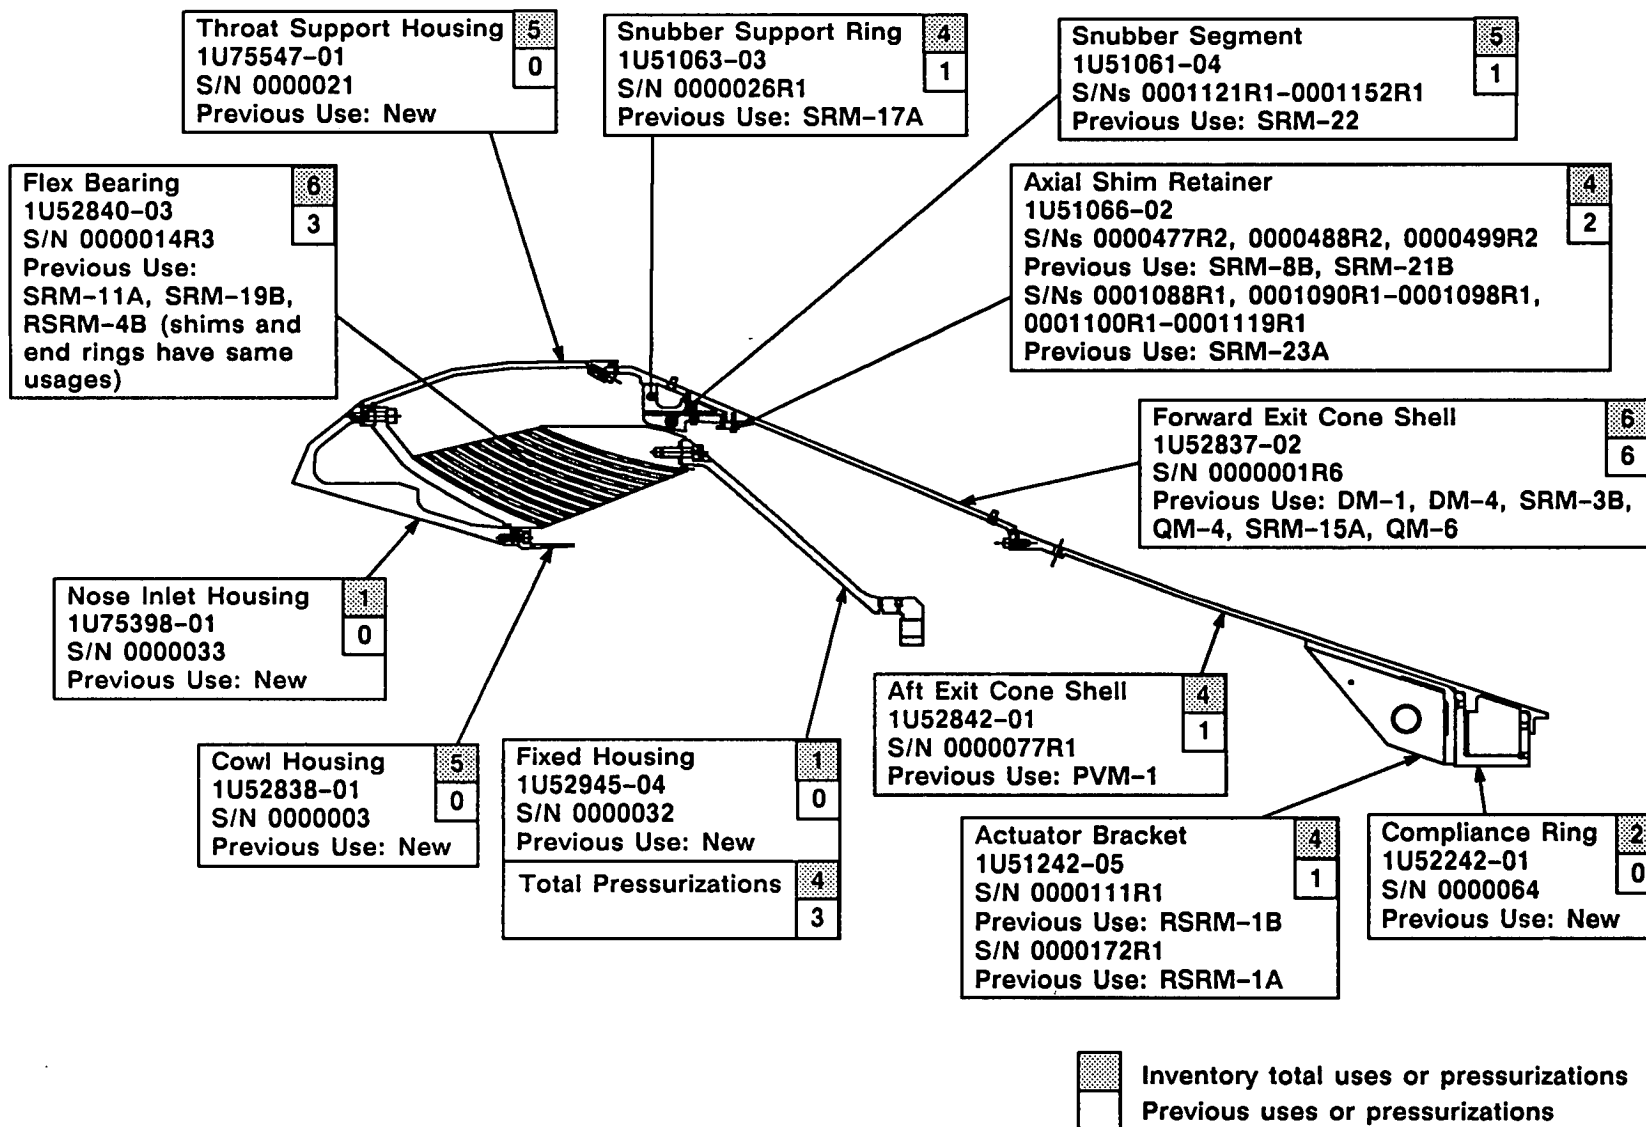 Throat Support Housing 5
1U75547-01 0
S/N 0000021
Previous Use: New
Snubber Support Ring 4
1U51063-03 1
S/N 0000026R1
Previous Use: SRM-17A
Snubber Segment 5
1U51061-04 1
S/Ns 0001121R1-0001152R1
Previous Use: SRM-22
Flex Bearing 6
1U52840-03 3
S/N 0000014R3
Previous Use:
SRM-11A, SRM-19B,
RSRM-4B (shims and
end rings have same
usages)
Axial Shim Retainer 4
1U51066-02 2
S/Ns 0000477R2, 0000488R2, 0000499R2
Previous Use: SRM-8B, SRM-21B
S/Ns 0001088R1, 0001090R1-0001098R1,
0001100R1-0001119R1
Previous Use: SRM-23A
Forward Exit Cone Shell 6
1U52837-02 6
S/N 0000001R6
Previous Use: DM-1, DM-4, SRM-3B,
QM-4, SRM-15A, QM-6
Nose Inlet Housing 1
1U75398-01 0
S/N 0000033
Previous Use: New
Cowl Housing 5
1U52838-01 0
S/N 0000003
Previous Use: New
Fixed Housing 1
1U52945-04 0
S/N 0000032
Previous Use: New
Total Pressurizations 4
3
Aft Exit Cone Shell 4
1U52842-01 1
S/N 0000077R1
Previous Use: PVM-1
Actuator Bracket 4
1U51242-05 1
S/N 0000111R1
Previous Use: RSRM-1B
S/N 0000172R1
Previous Use: RSRM-1A
Compliance Ring 2
1U52242-01 0
S/N 0000064
Previous Use: New
Inventory total uses or pressurizations
Previous uses or pressurizations